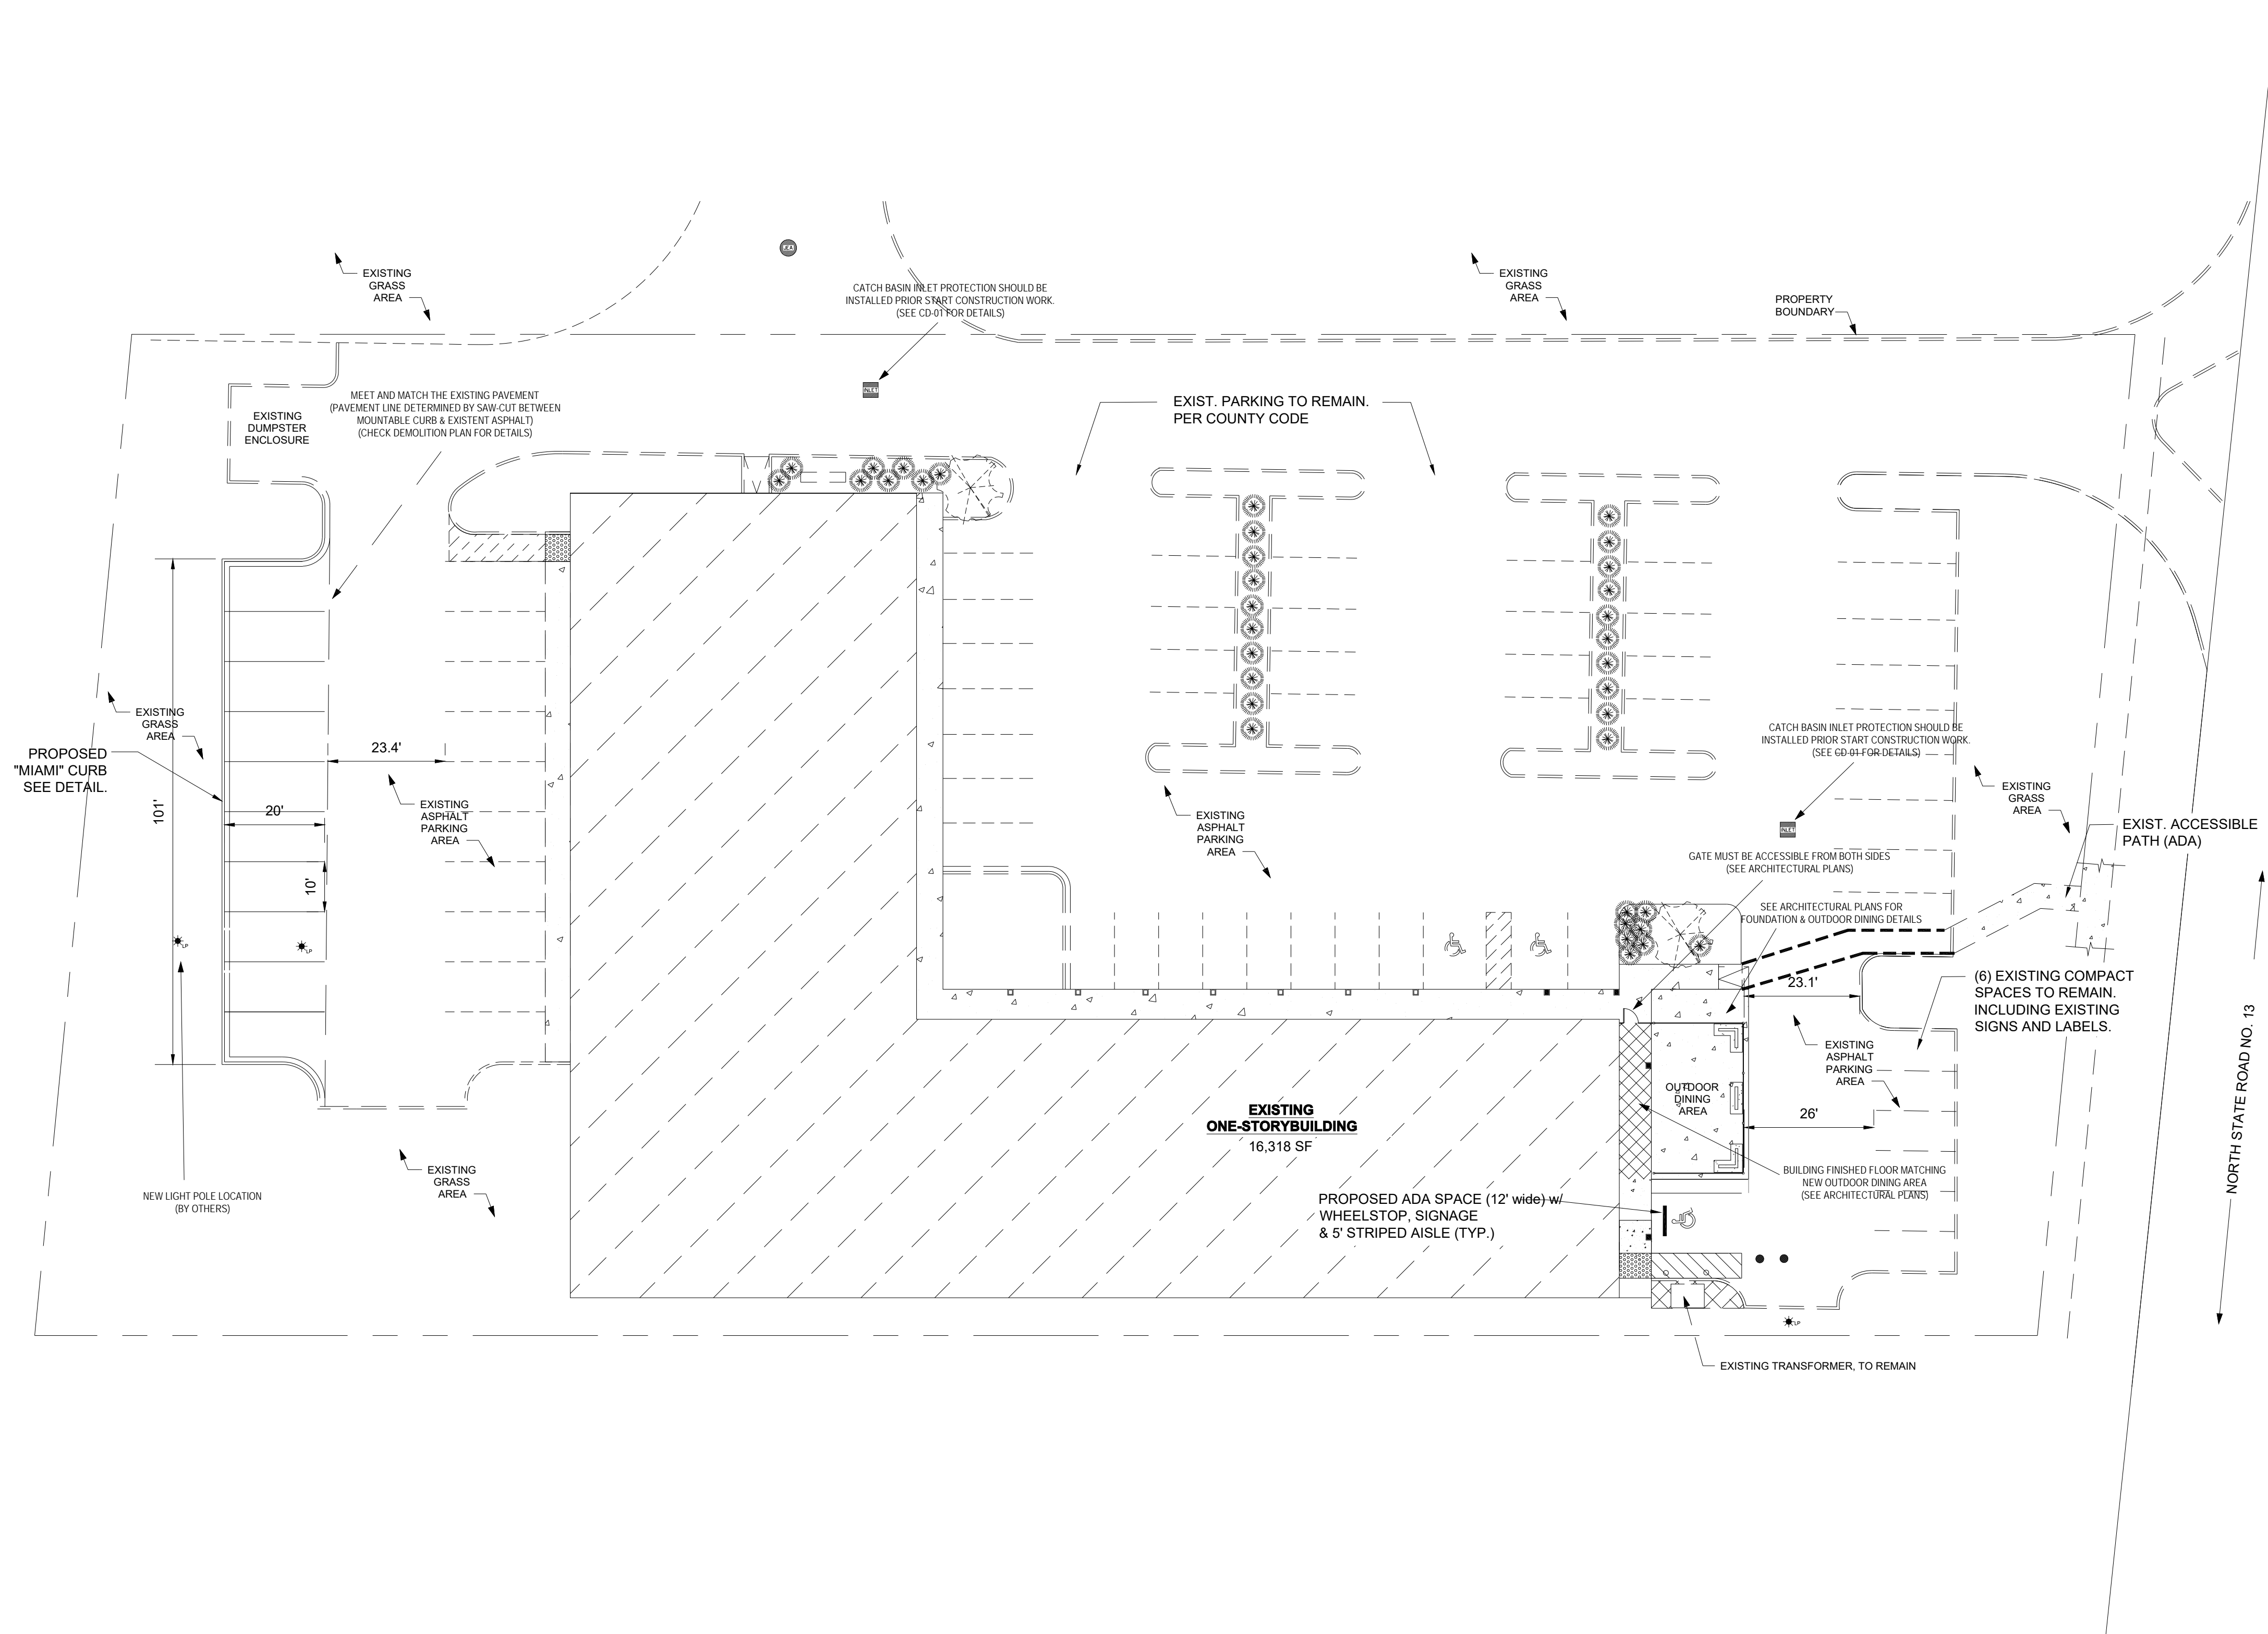 JEA
EXISTING
GRASS
AREA
CATCH BASIN INLET PROTECTION SHOULD BE
INSTALLED PRIOR START CONSTRUCTION WORK.
(SEE CD-01 FOR DETAILS)
EXISTING
GRASS
AREA
PROPERTY
BOUNDARY
INLET
MEET AND MATCH THE EXISTING PAVEMENT
(PAVEMENT LINE DETERMINED BY SAW-CUT BETWEEN
MOUNTABLE CURB & EXISTENT ASPHALT)
(CHECK DEMOLITION PLAN FOR DETAILS)
EXISTING
DUMPSTER
ENCLOSURE
EXIST. PARKING TO REMAIN.
PER COUNTY CODE
EXISTING
GRASS
AREA
PROPOSED
"MIAMI" CURB
SEE DETAIL.
23.4'
101'
20'
10'
EXISTING
ASPHALT
PARKING
AREA
EXISTING
ASPHALT
PARKING
AREA
CATCH BASIN INLET PROTECTION SHOULD BE
INSTALLED PRIOR START CONSTRUCTION WORK.
(SEE CD-01 FOR DETAILS)
INLET
EXISTING
GRASS
AREA
EXIST. ACCESSIBLE
PATH (ADA)
GATE MUST BE ACCESSIBLE FROM BOTH SIDES
(SEE ARCHITECTURAL PLANS)
SEE ARCHITECTURAL PLANS FOR
FOUNDATION & OUTDOOR DINING DETAILS
LP
LP
23.1'
(6) EXISTING COMPACT
SPACES TO REMAIN.
INCLUDING EXISTING
SIGNS AND LABELS.
EXISTING
ASPHALT
PARKING
AREA
OUTDOOR
DINING
AREA
26'
EXISTING
ONE-STORYBUILDING
16,318 SF
NORTH STATE ROAD NO. 13
EXISTING
GRASS
AREA
NEW LIGHT POLE LOCATION
(BY OTHERS)
BUILDING FINISHED FLOOR MATCHING
NEW OUTDOOR DINING AREA
(SEE ARCHITECTURAL PLANS)
PROPOSED ADA SPACE (12' wide) w/
WHEELSTOP, SIGNAGE
& 5' STRIPED AISLE (TYP.)
LP
EXISTING TRANSFORMER, TO REMAIN